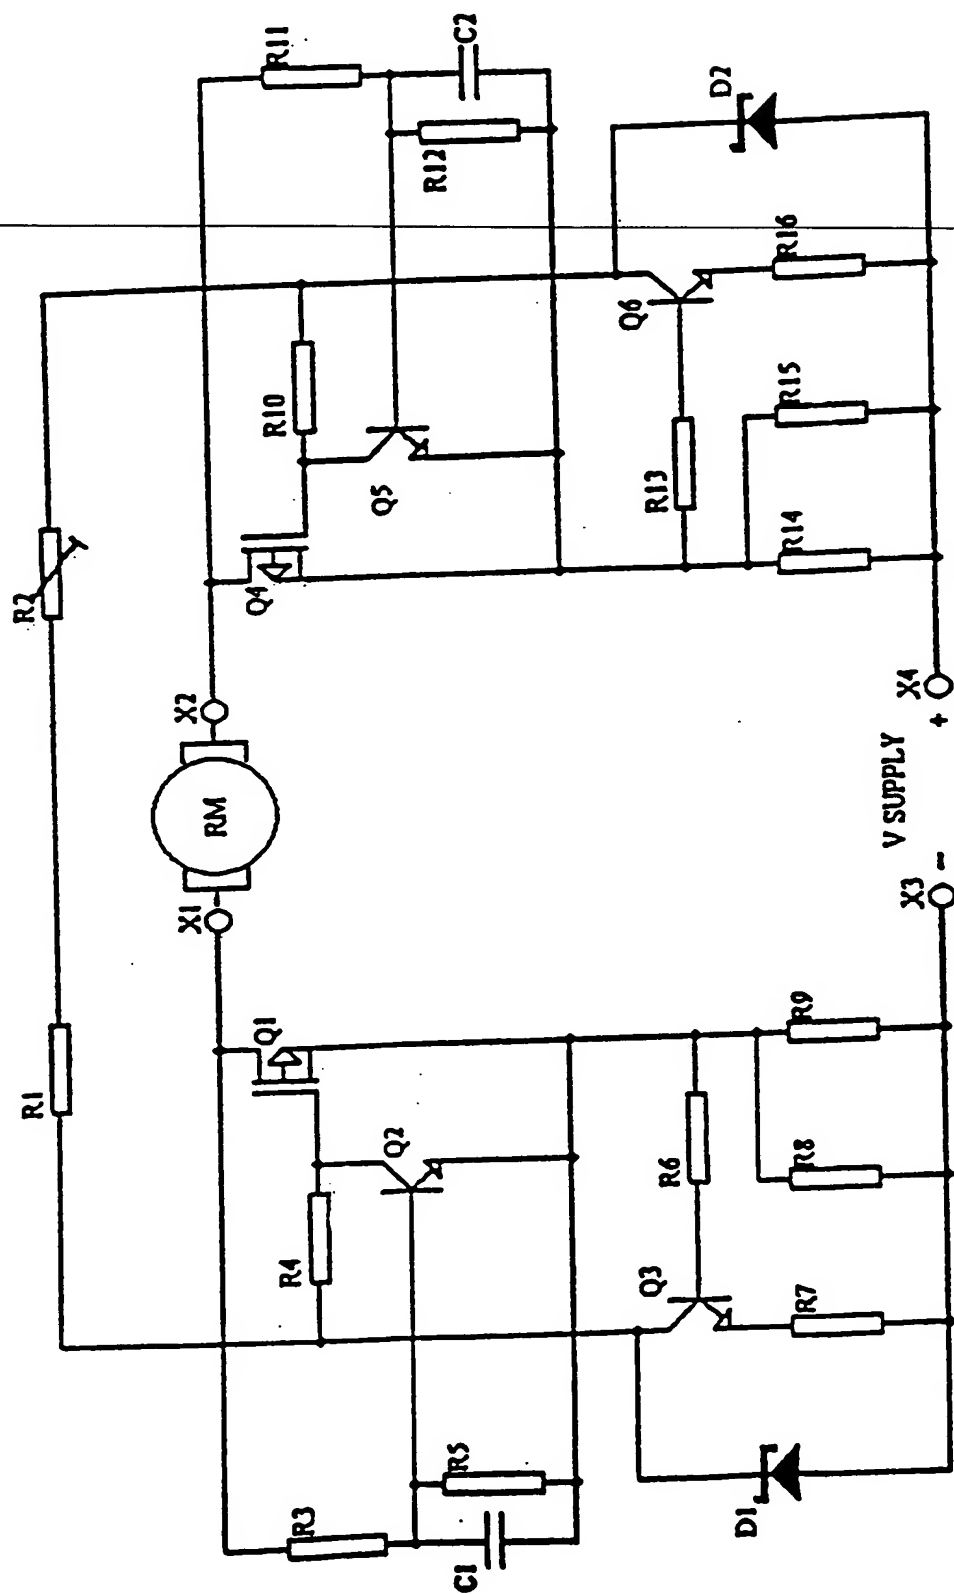 R1
R2
RM
X1
X2
Q1
Q4
R3
R4
Q2
Q5
R10
R11
C1
R5
R12
C2
R6
Q3
Q6
R13
D1
D2
R7
R8
R9
R14
R15
R16
X3
-
V SUPPLY
+
X4